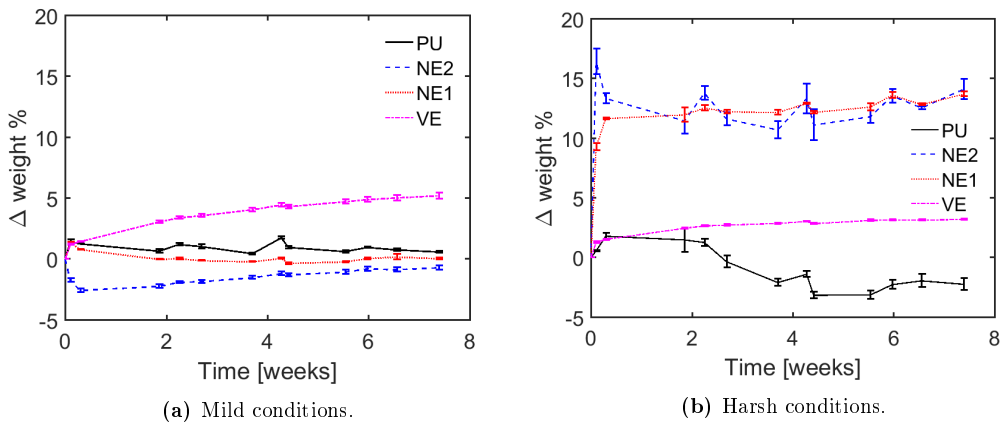 20
15
10
5
0
-5
Δ weight %
0 2 4 6 8
Time [weeks]
PU
NE2
NE1
VE
(a) Mild conditions.
20
15
10
5
0
-5
Δ weight %
0 2 4 6 8
Time [weeks]
PU
NE2
NE1
VE
(b) Harsh conditions.